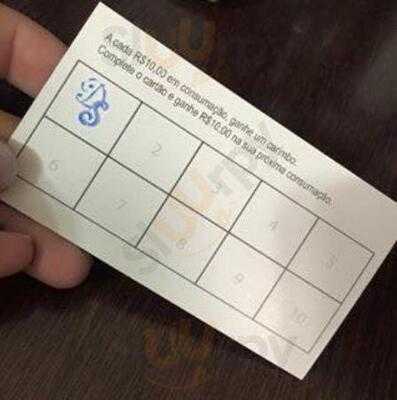 A cada R$10,00 em consumação, ganhe um carimbo.
Complete o cartão e ganhe R$10,00 na sua próxima consumação.
2 3 4 5
6 7 8 9 10